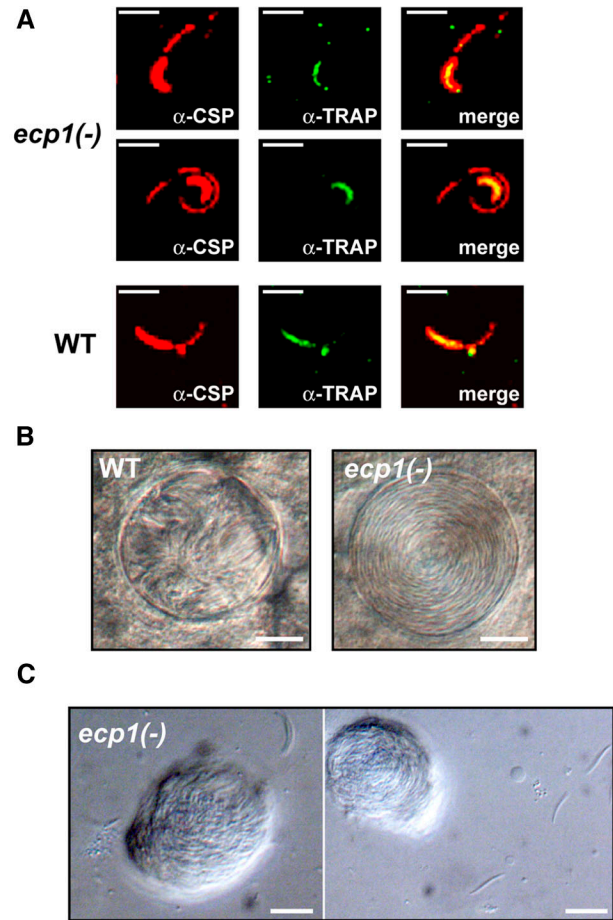 A
ecp1(-)
α-CSP
α-TRAP
merge
α-CSP
α-TRAP
merge
WT
α-CSP
α-TRAP
merge
B
WT
ecp1(-)
C
ecp1(-)